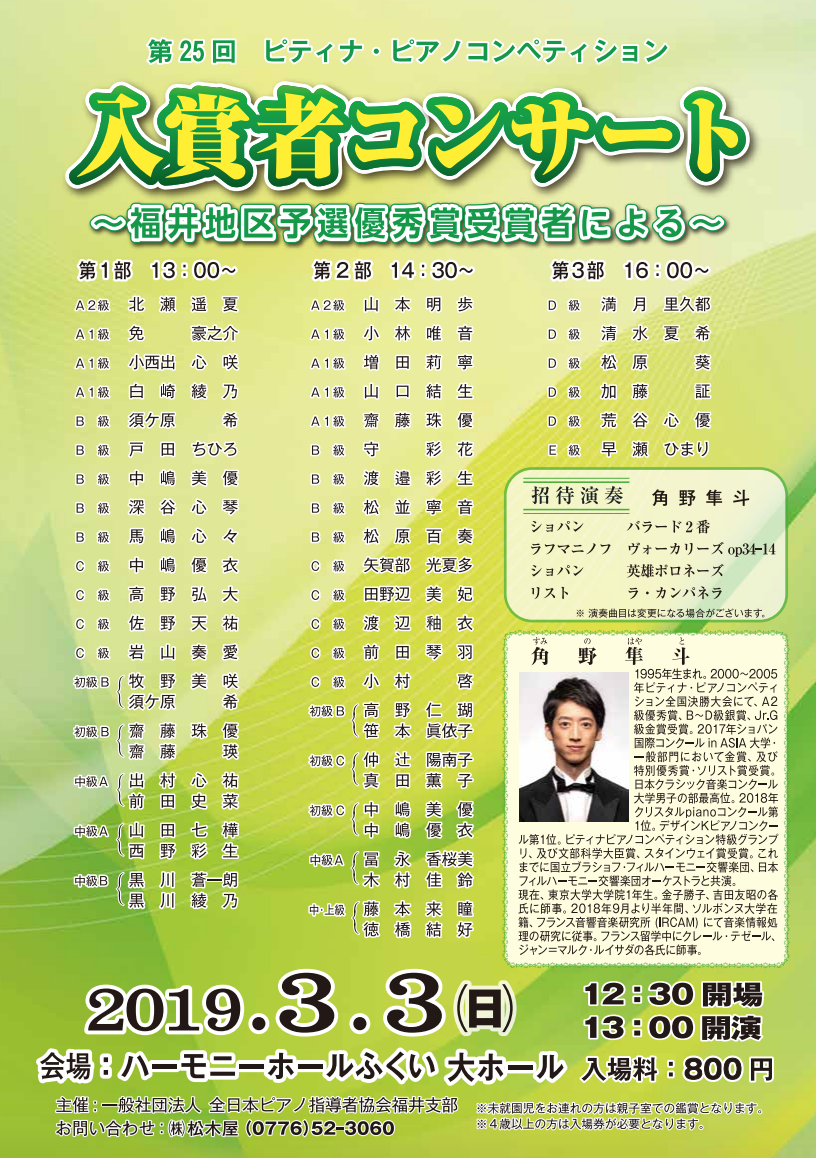 第25回 ピティナ・ピアノコンペティション
入賞者コンサート
～福井地区予選優秀賞受賞者による～
第1部 13：00～
A2級 北 瀬 遥 夏
A1級 免 豪之介
A1級 小西出 心 咲
A1級 白 崎 綾 乃
B 級 須ケ原 希
B 級 戸 田 ちひろ
B 級 中 嶋 美 優
B 級 深 谷 心 琴
B 級 馬 嶋 心 々
C 級 中 嶋 優 衣
C 級 高 野 弘 大
C 級 佐 野 天 祐
C 級 岩 山 奏 愛
初級B 牧 野 美 咲
須ケ原 希
初級B 齋 藤 珠 優
齋 藤 瑛
中級A 出 村 心 祐
前 田 史 菜
中級A 山 田 七 樺
西 野 彩 生
中級B 黒 川 蒼一朗
黒 川 綾 乃
第2部 14：30～
A2級 山 本 明 歩
A1級 小 林 唯 音
A1級 増 田 莉 寧
A1級 山 口 結 生
A1級 齋 藤 珠 優
B 級 守 彩 花
B 級 渡 邉 彩 生
B 級 松 並 寧 音
B 級 松 原 百 奏
C 級 矢賀部 光夏多
C 級 田野辺 美 妃
C 級 渡 辺 釉 衣
C 級 前 田 琴 羽
C 級 小 村 啓
初級B 高 野 仁 瑚
笹 本 眞依子
初級C 仲 辻 陽南子
真 田 薫 子
初級C 中 嶋 美 優
中 嶋 優 衣
中級A 冨 永 香桜美
木 村 佳 鈴
中・上級 藤 本 来 瞳
徳 橋 結 好
第3部 16：00～
D 級 満 月 里久都
D 級 清 水 夏 希
D 級 松 原 葵
D 級 加 藤 証
D 級 荒 谷 心 優
E 級 早 瀬 ひまり
招待演奏 角 野 隼 斗
ショパン バラード2番
ラフマニノフ ヴォーカリーズ op34-14
ショパン 英雄ポロネーズ
リスト ラ・カンパネラ
※ 演奏曲目は変更になる場合がございます。
すみ の はや と
角 野 隼 斗
1995年生まれ。2000～2005
年ピティナ・ピアノコンペティ
ション全国決勝大会にて、A2
級優秀賞、B～D級銀賞、Jr.G
級金賞受賞。2017年ショパン
国際コンクール in ASIA 大学・
一般部門において金賞、及び
特別優秀賞・ソリスト賞受賞。
日本クラシック音楽コンクール
大学男子の部最高位。2018年
クリスタルpianoコンクール第
1位。デザインKピアノコンクー
ル第1位。ピティナピアノコンペティション特級グランプ
リ、及び文部科学大臣賞、スタインウェイ賞受賞。これ
までに国立ブラショフ・フィルハーモニー交響楽団、日本
フィルハーモニー交響楽団オーケストラと共演。
現在、東京大学大学院1年生。金子勝子、吉田友昭の各
氏に師事。2018年9月より半年間、ソルボンヌ大学在
籍、フランス音響音楽研究所 (IRCAM) にて音楽情報処
理の研究に従事。フランス留学中にクレール・テゼール、
ジャン＝マルク・ルイサダの各氏に師事。
2019.3.3(日)
12：30 開場
13：00 開演
会場：ハーモニーホールふくい 大ホール 入場料：800円
主催：一般社団法人 全日本ピアノ指導者協会福井支部
お問い合わせ：㈱松木屋 (0776)52-3060
※未就園児をお連れの方は親子室での鑑賞となります。
※4歳以上の方は入場券が必要となります。